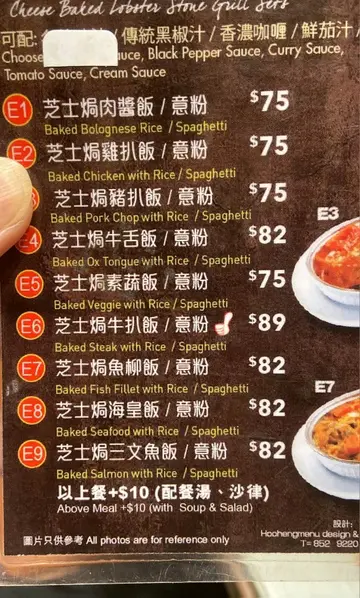 Cheese Baked Lobster Stone Grill Sets
可配: 傳統黑椒汁 / 香濃咖喱 / 鮮茄汁 /
Choose Sauce, Black Pepper Sauce, Curry Sauce,
Tomato Sauce, Cream Sauce
E1 芝士焗肉醬飯 / 意粉 $75
Baked Bolognese Rice / Spaghetti
E2 芝士焗雞扒飯 / 意粉 $75
Baked Chicken with Rice / Spaghetti
3 芝士焗豬扒飯 / 意粉 $75
Baked Pork Chop with Rice / Spaghetti
E4 芝士焗牛舌飯 / 意粉 $82
Baked Ox Tongue with Rice / Spaghetti
E5 芝士焗素蔬飯 / 意粉 $75
Baked Veggie with Rice / Spaghetti
E6 芝士焗牛扒飯 / 意粉 $89
Baked Steak with Rice / Spaghetti
E7 芝士焗魚柳飯 / 意粉 $82
Baked Fish Fillet with Rice / Spaghetti
E8 芝士焗海皇飯 / 意粉 $82
Baked Seafood with Rice / Spaghetti
E9 芝士焗三文魚飯 / 意粉 $82
Baked Salmon with Rice / Spaghetti
以上餐+$10 (配餐湯、沙律)
Above Meal +$10 (with Soup & Salad)
E3
E7
圖片只供參考 All photos are for reference only
設計:
Hochengmenu design &
T= 852 9220